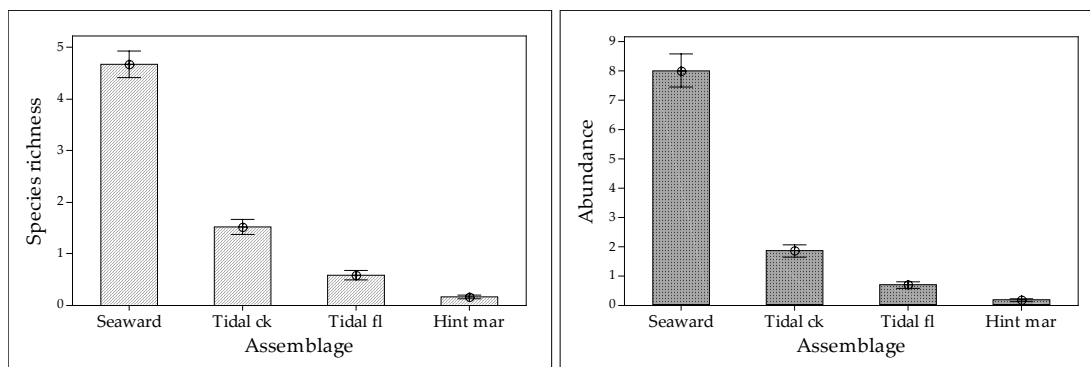 Species richness
5
4
3
2
1
0
Seaward Tidal ck Tidal fl Hint mar
Assemblage
Abundance
9
8
7
6
5
4
3
2
1
0
Seaward Tidal ck Tidal fl Hint mar
Assemblage